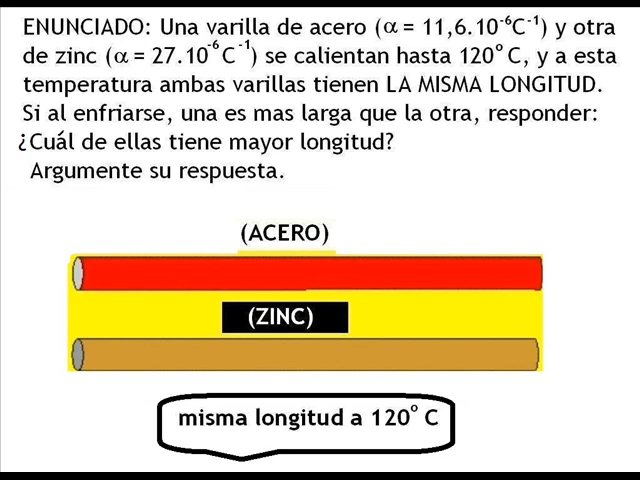 ENUNCIADO: Una varilla de acero (α = 11,6.10⁻⁶C⁻¹) y otra
de zinc (α = 27.10⁻⁶C⁻¹) se calientan hasta 120° C, y a esta
temperatura ambas varillas tienen LA MISMA LONGITUD.
Si al enfriarse, una es mas larga que la otra, responder:
¿Cuál de ellas tiene mayor longitud?
Argumente su respuesta.
(ACERO)
(ZINC)
misma longitud a 120° C